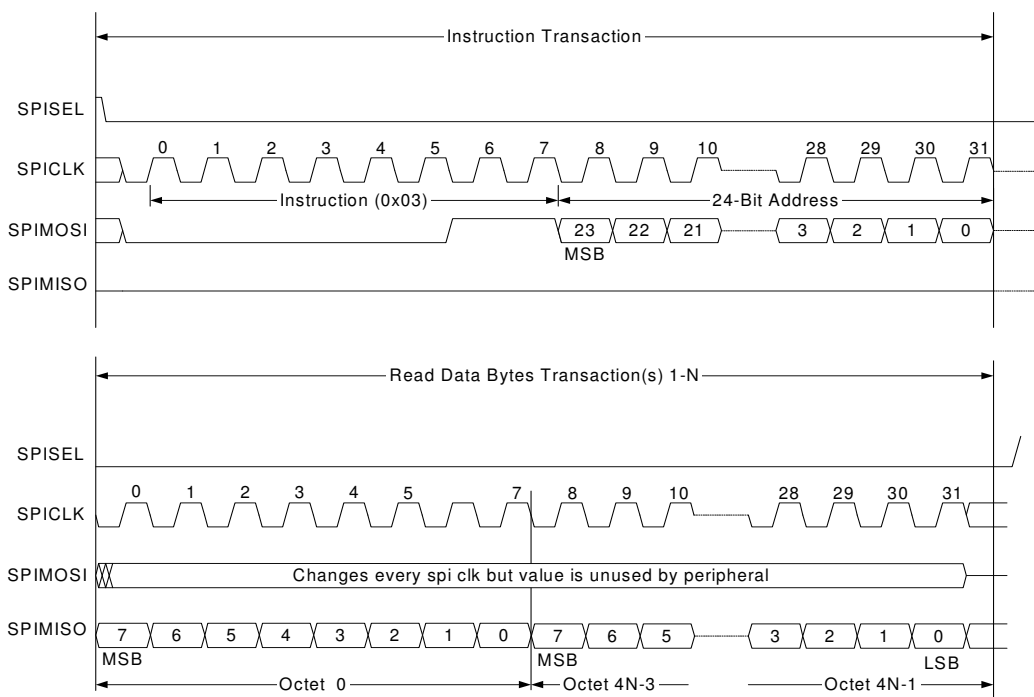 Instruction Transaction
SPISEL
0 1 2 3 4 5 6 7 8 9 10 28 29 30 31
SPICLK
Instruction (0x03) 24-Bit Address
SPIMOSI 23 22 21 3 2 1 0
MSB
SPIMISO
Read Data Bytes Transaction(s) 1-N
SPISEL
0 1 2 3 4 5 7 8 9 10 28 29 30 31
SPICLK
SPIMOSI Changes every spi clk but value is unused by peripheral
SPIMISO 7 6 5 4 3 2 1 0 7 6 5 3 2 1 0
MSB MSB LSB
Octet 0 Octet 4N-3 Octet 4N-1